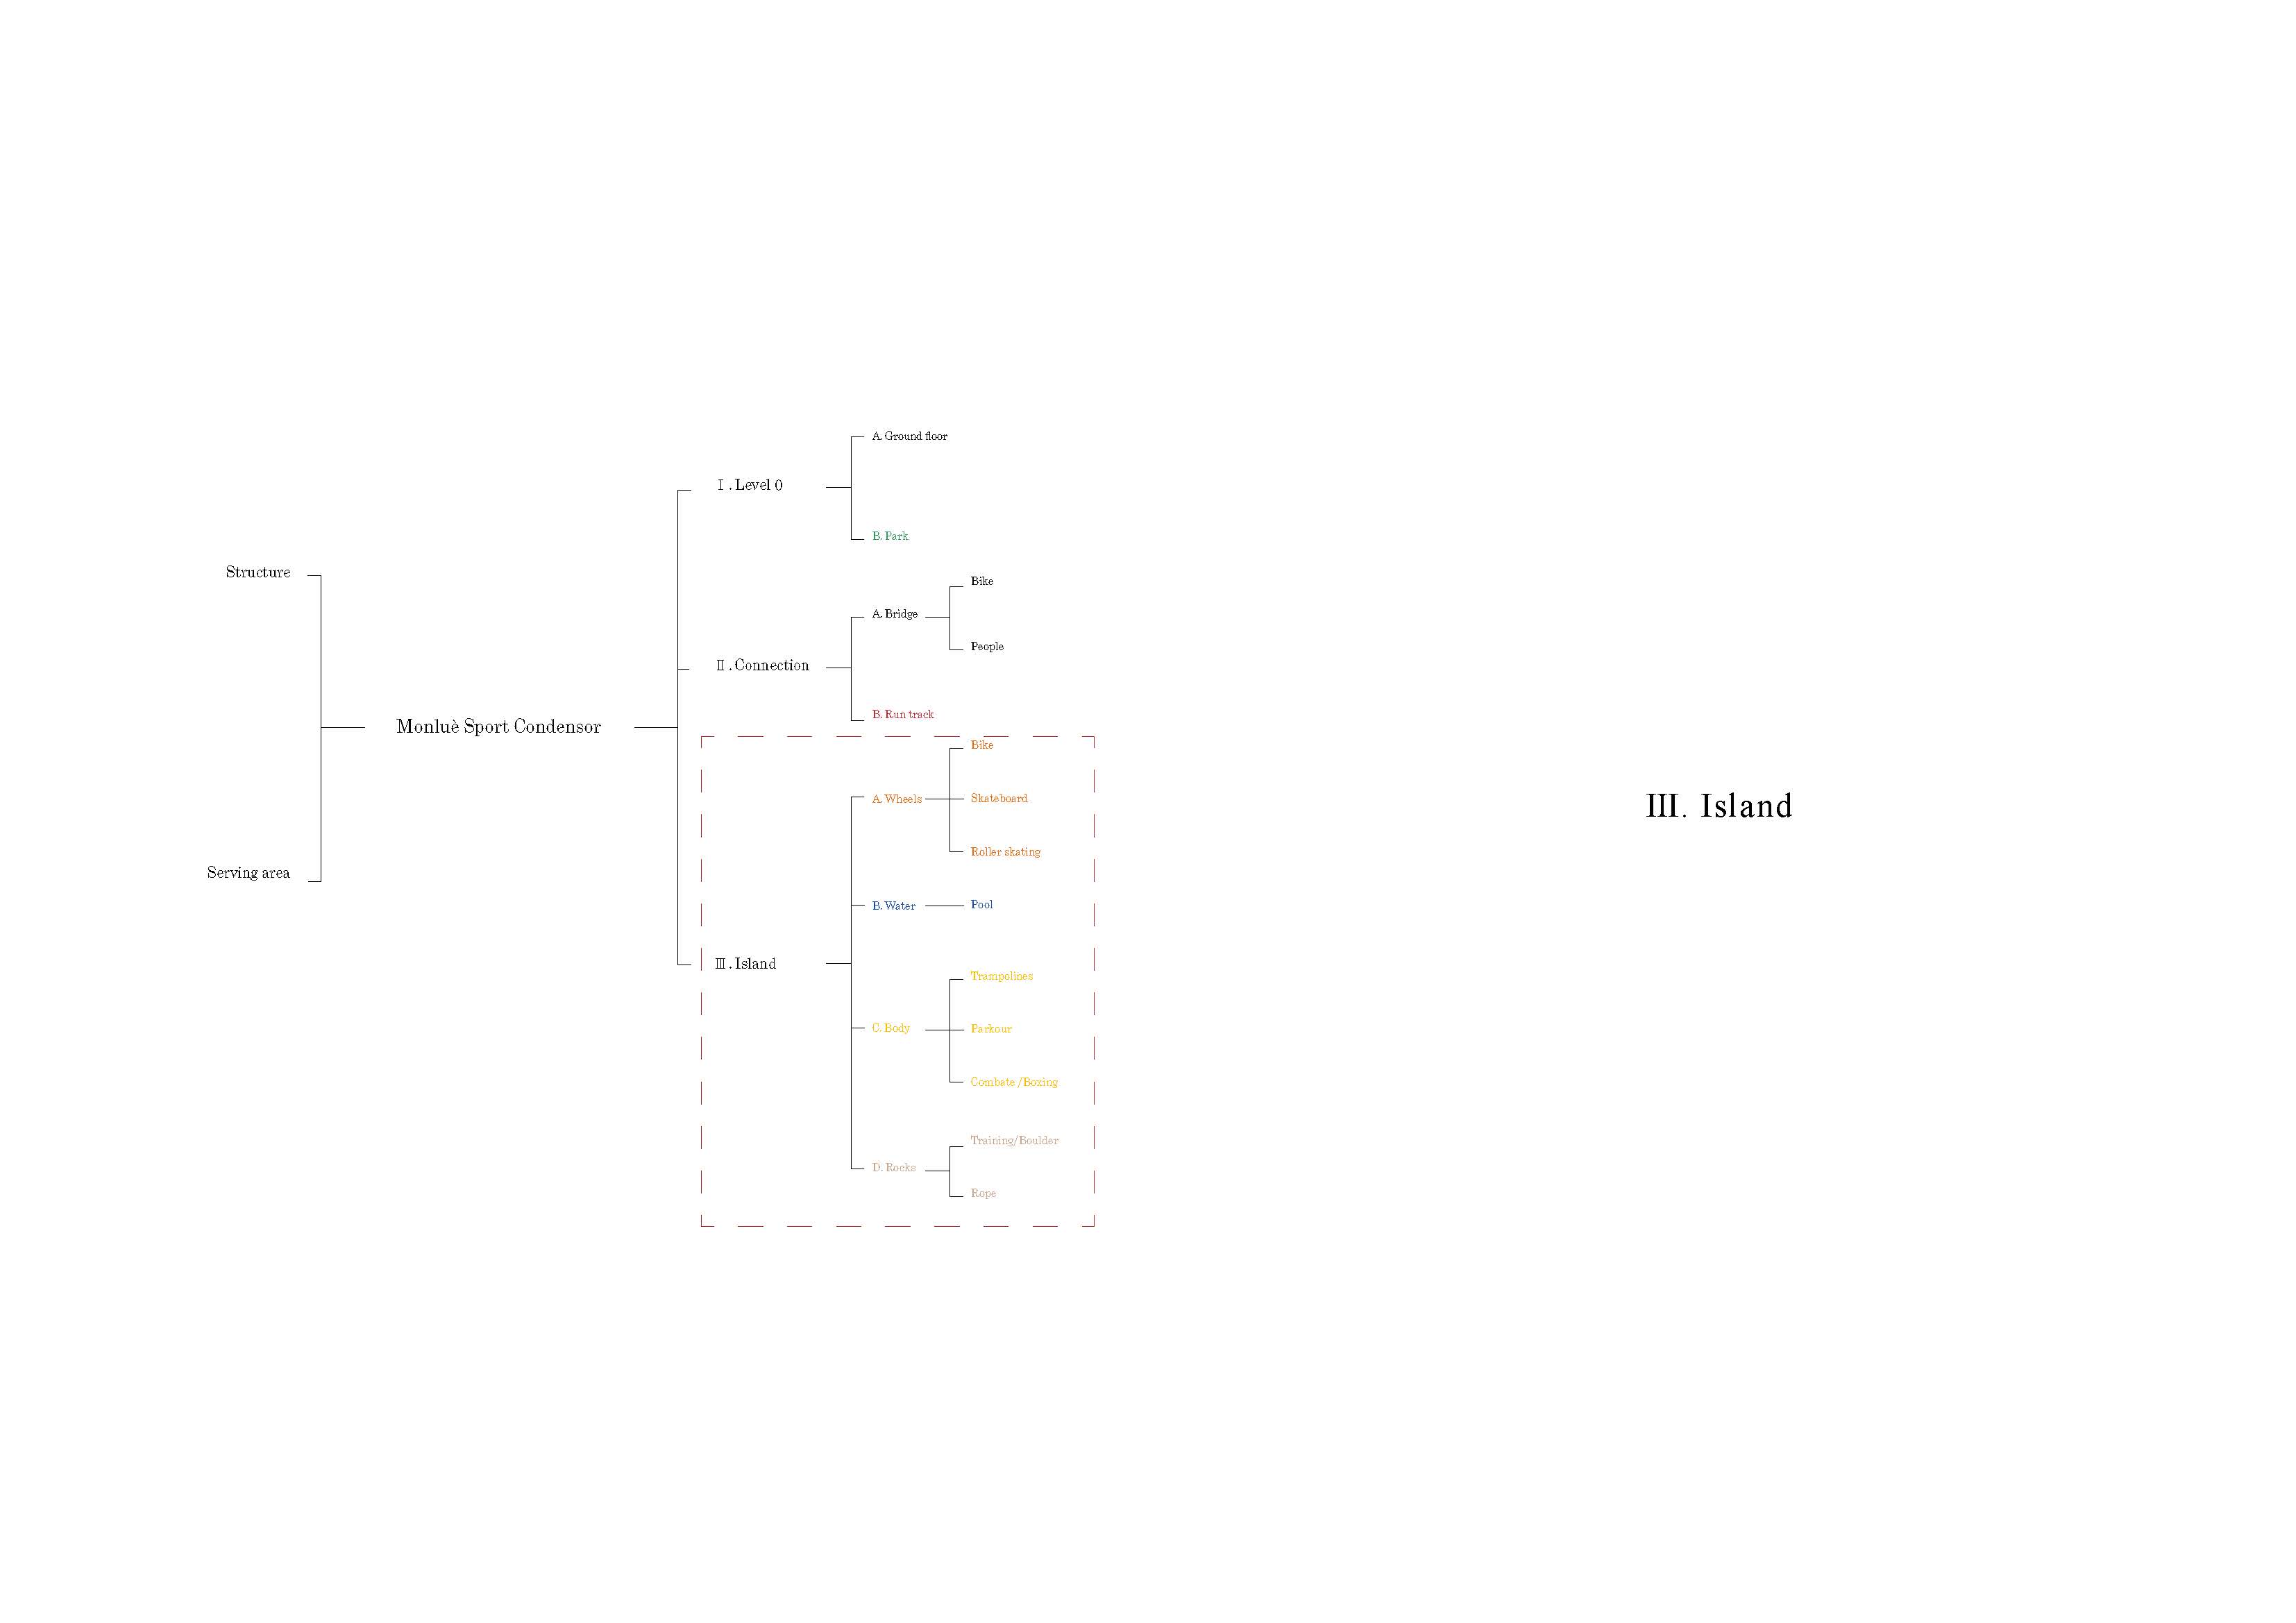 Structure
Serving area
Monluè Sport Condensor
Ⅰ. Level 0
A. Ground floor
B. Park
Ⅱ. Connection
A. Bridge
Bike
People
B. Run track
Ⅲ. Island
A. Wheels
Bike
Skateboard
Roller skating
B. Water
Pool
C. Body
Trampolines
Parkour
Combate /Boxing
D. Rocks
Training/Boulder
Rope
III. Island